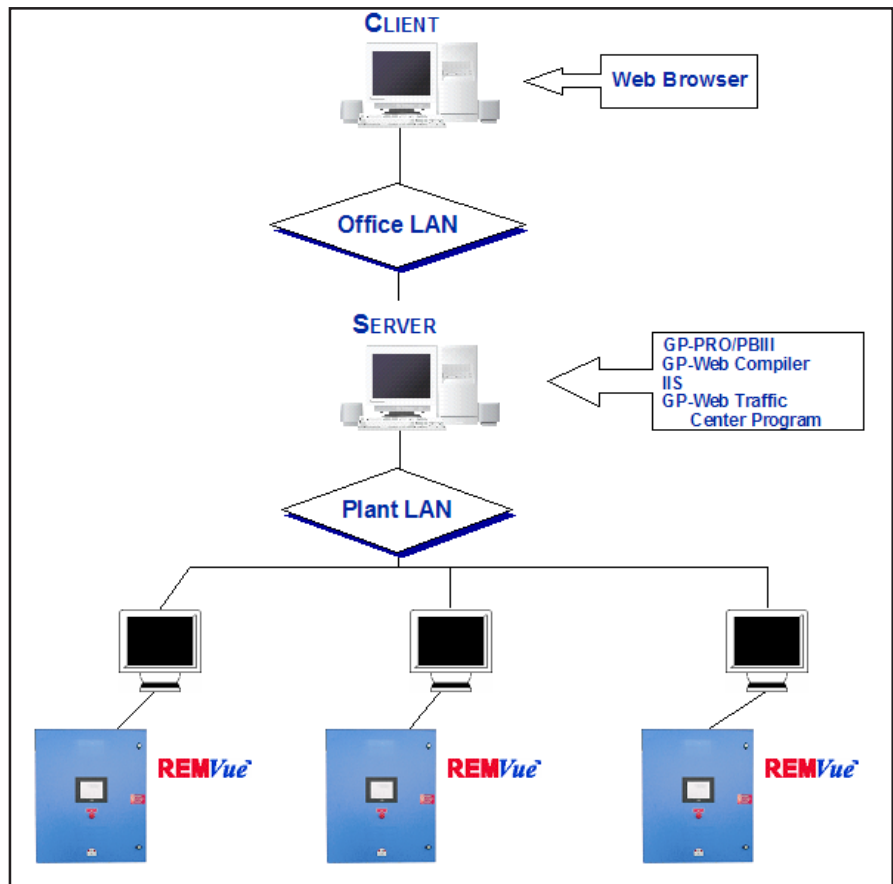 CLIENT
Web Browser
Office LAN
SERVER
GP-PRO/PBIII
GP-Web Compiler
IIS
GP-Web Traffic
Center Program
Plant LAN
REMVue
REMVue
REMVue